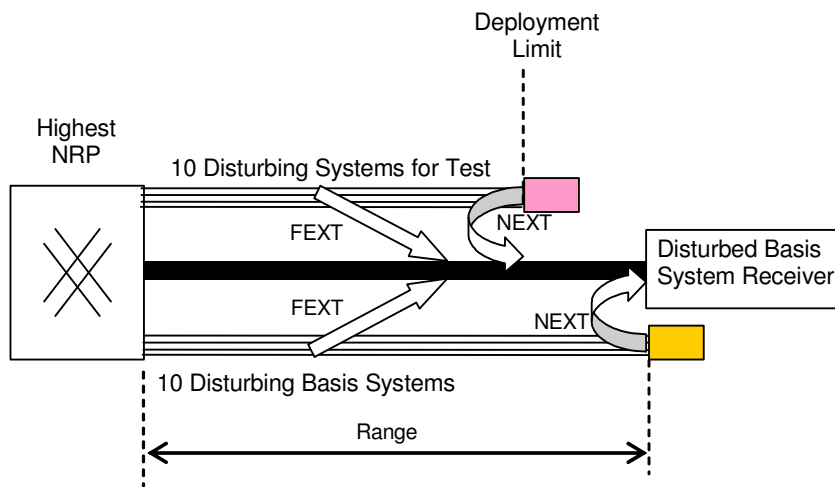 Deployment
Limit
Highest
NRP
10 Disturbing Systems for Test
FEXT
NEXT
Disturbed Basis
System Receiver
FEXT
NEXT
10 Disturbing Basis Systems
Range